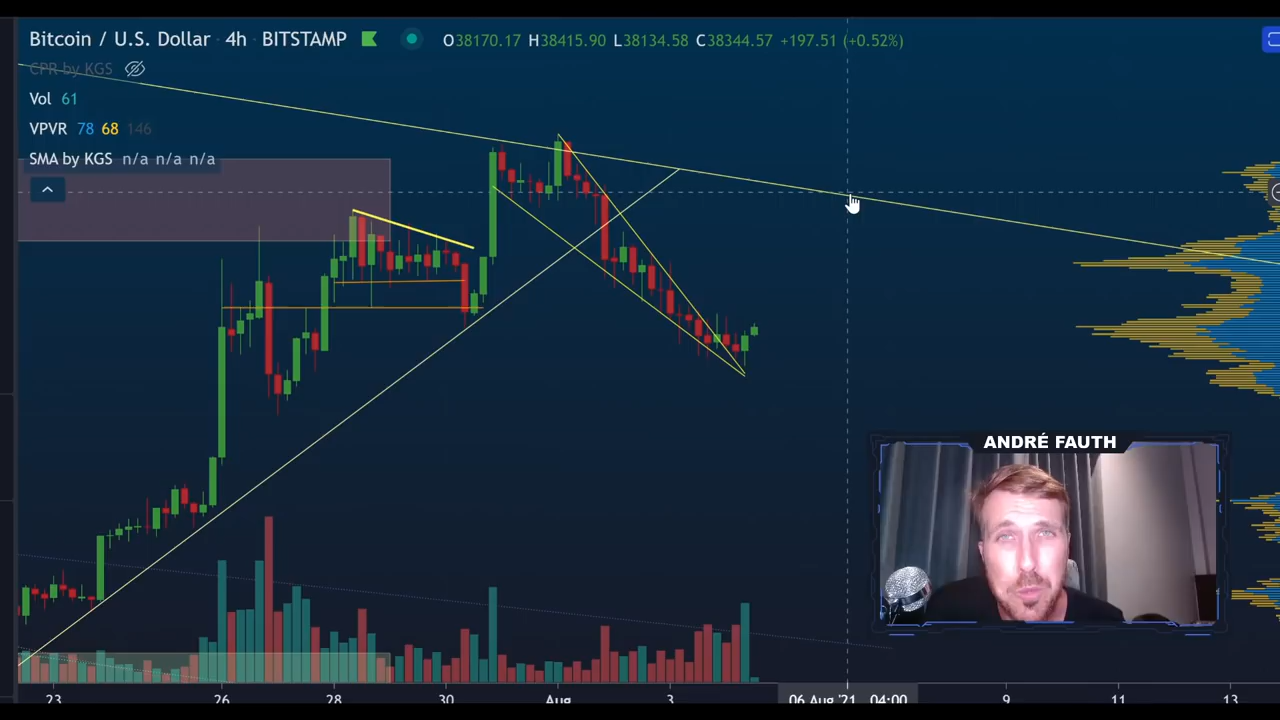 Bitcoin / U.S. Dollar 4h BITSTAMP O38170.17 H38415.90 L38134.58 C38344.57 +197.51 (+0.52%)
CPR by KGS
Vol 61
VPVR 78 68 146
SMA by KGS n/a n/a n/a
ANDRÉ FAUTH
23 26 28 30 Aug 3 06 Aug '21 04:00 9 11 13